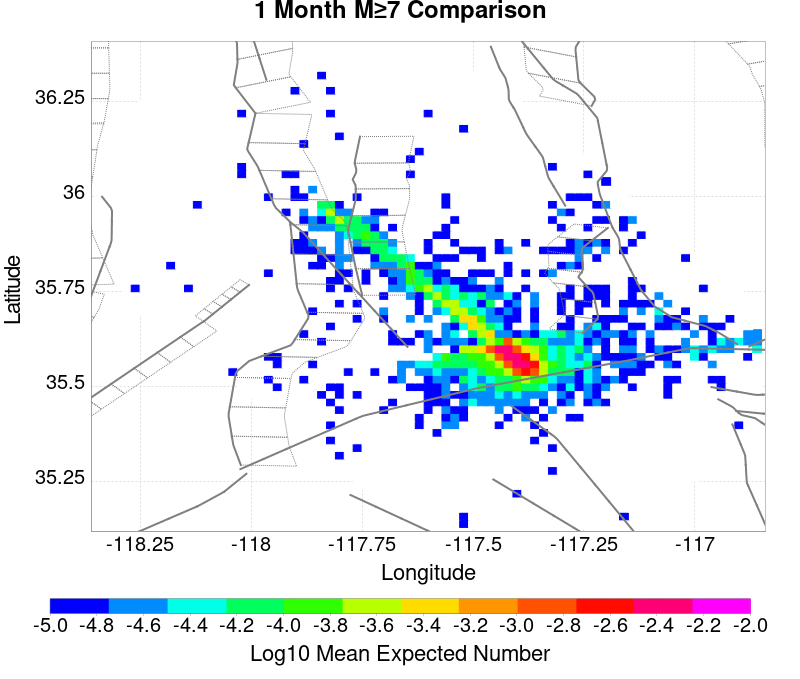 1 Month M≥7 Comparison
36.25
36
35.75
35.5
35.25
Latitude
-118.25 -118 -117.75 -117.5 -117.25 -117
Longitude
-5.0 -4.8 -4.6 -4.4 -4.2 -4.0 -3.8 -3.6 -3.4 -3.2 -3.0 -2.8 -2.6 -2.4 -2.2 -2.0
Log10 Mean Expected Number